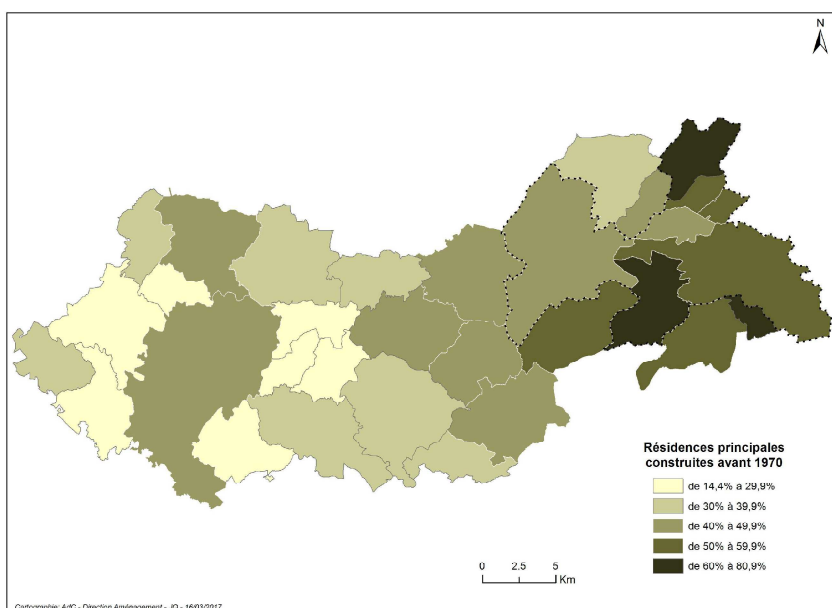 N
Résidences principales
construites avant 1970
de 14,4% à 29,9%
de 30% à 39,9%
de 40% à 49,9%
de 50% à 59,9%
de 60% à 80,9%
0 2.5 5
Km
Cartographie: AdC - Direction Aménagement - JO - 16/03/2017